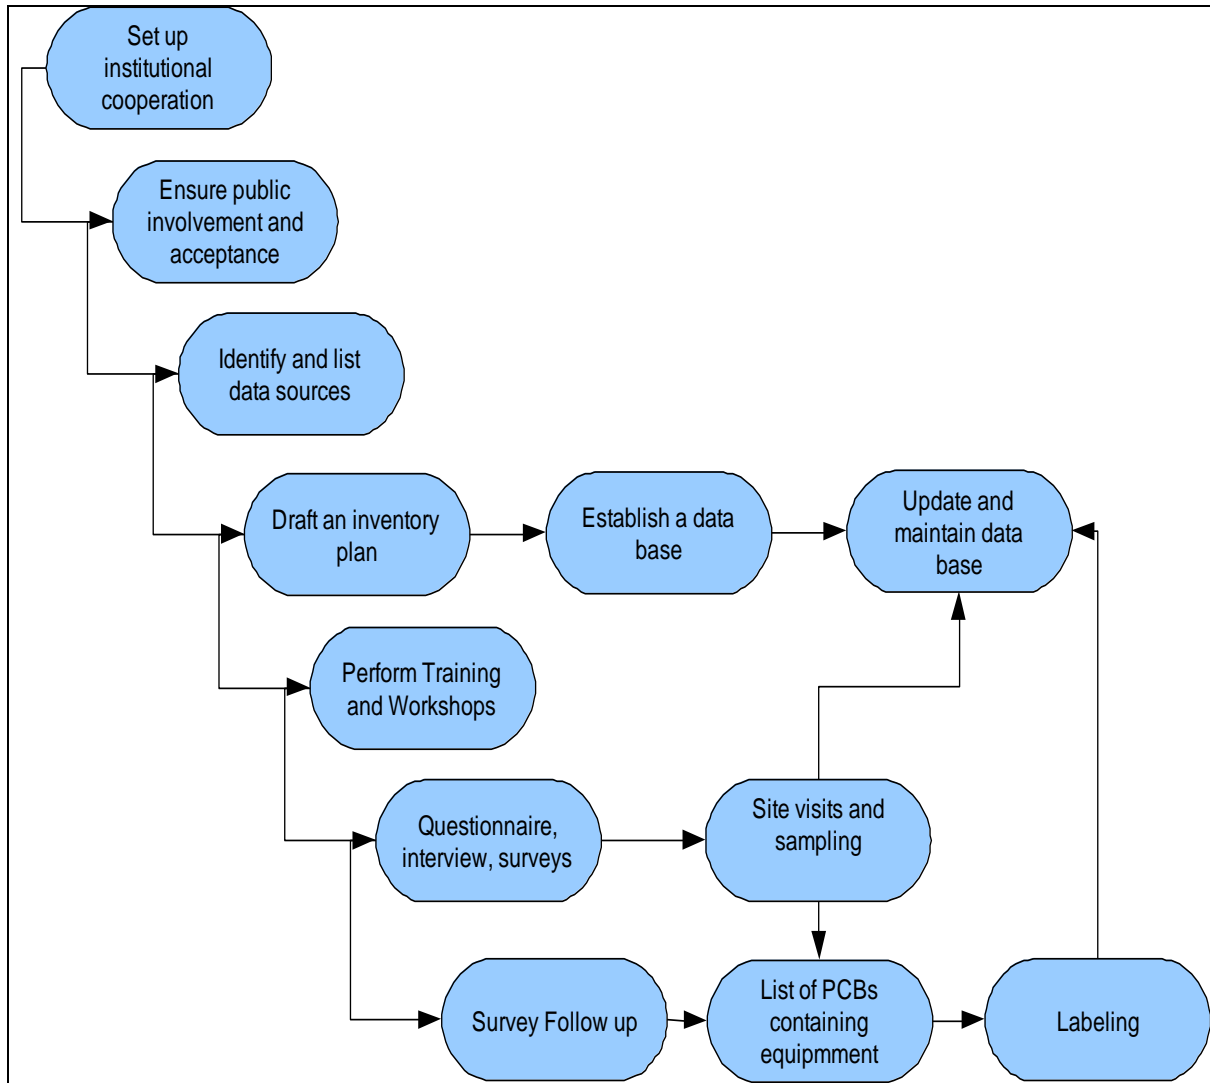 Set up
institutional
cooperation
Ensure public
involvement and
acceptance
Identify and list
data sources
Draft an inventory
plan
Establish a data
base
Update and
maintain data
base
Perform Training
and Workshops
Questionnaire,
interview, surveys
Site visits and
sampling
Survey Follow up
List of PCBs
containing
equipmment
Labeling